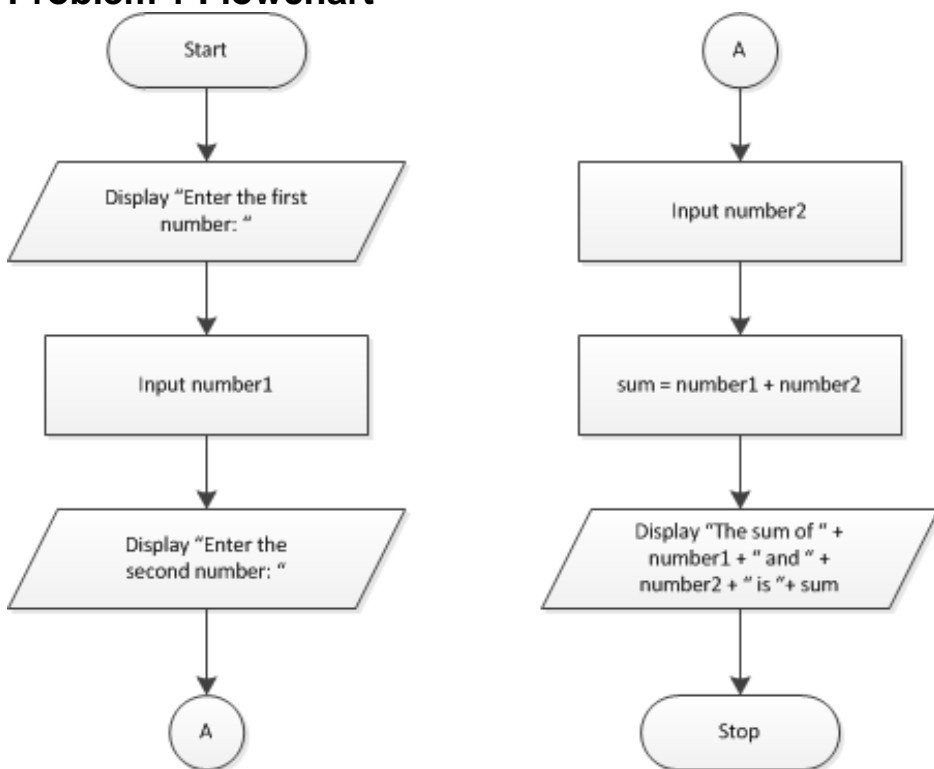 Problem Flowchart
Start
Display “Enter the first
number: “
Input number1
Display “Enter the
second number: “
A
A
Input number2
sum = number1 + number2
Display “The sum of “ +
number1 + “ and “ +
number2 + “ is “+ sum
Stop